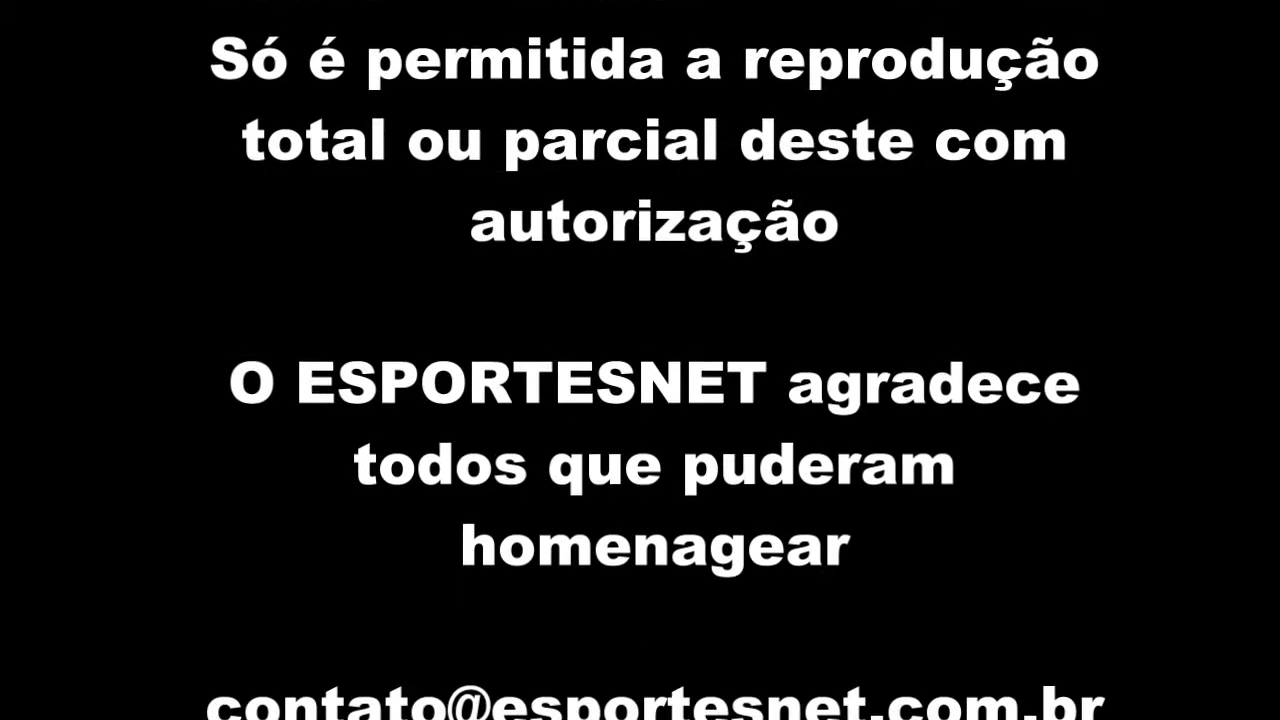 Só é permitida a reprodução
total ou parcial deste com
autorização
O ESPORTESNET agradece
todos que puderam
homenagear
contato@esportesnet.com.br